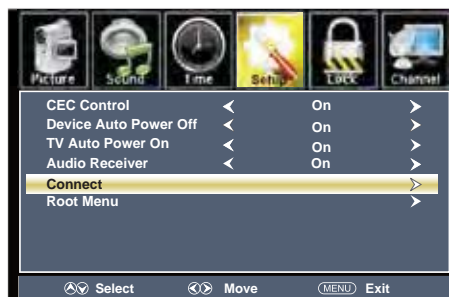 Picture Sound Time Setup Lock Channel
CEC Control On
Device Auto Power Off On
TV Auto Power On On
Audio Receiver On
Connect
Root Menu
Select Move MENU Exit